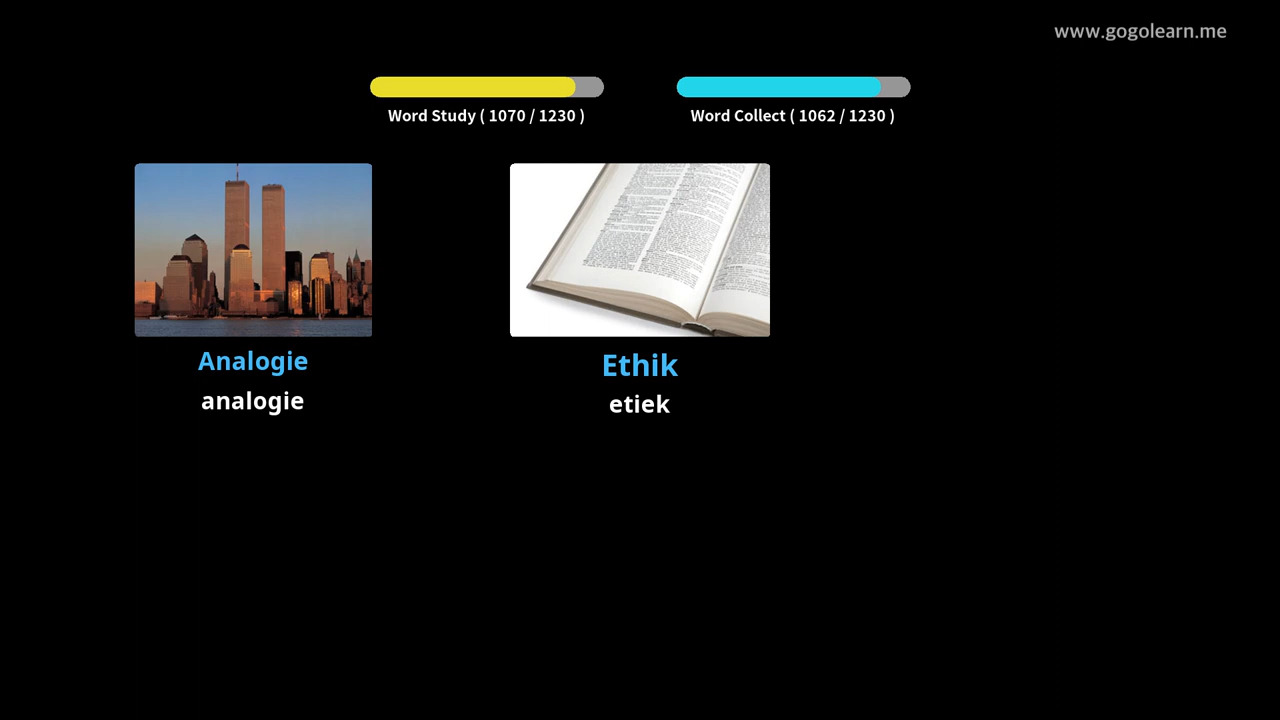 www.gogolearn.me
Word Study ( 1070 / 1230 )
Word Collect ( 1062 / 1230 )
Analogie
analogie
Ethik
etiek